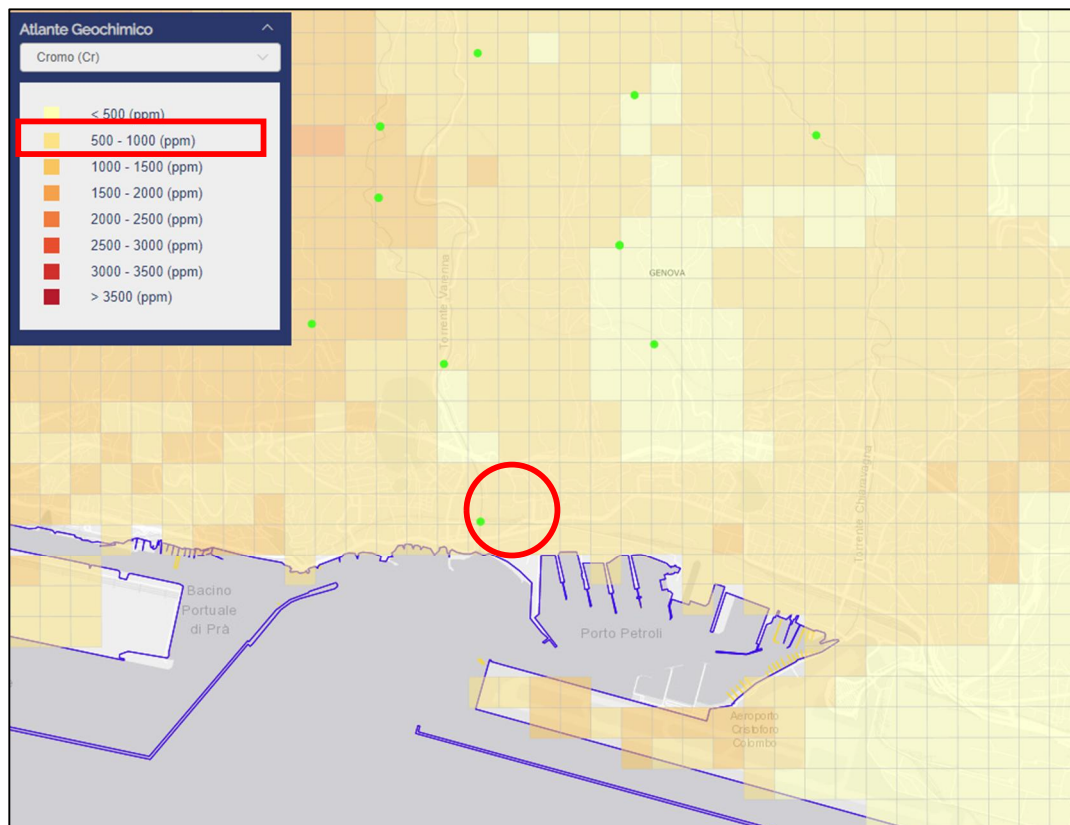 Atlante Geochimico
Cromo (Cr)
< 500 (ppm)
500 - 1000 (ppm)
1000 - 1500 (ppm)
1500 - 2000 (ppm)
2000 - 2500 (ppm)
2500 - 3000 (ppm)
3000 - 3500 (ppm)
> 3500 (ppm)
GENOVA
Torrente Varenna
Torrente Chiaravagna
Bacino
Portuale
di Prà
Porto Petroli
Aeroporto
Cristoforo
Colombo